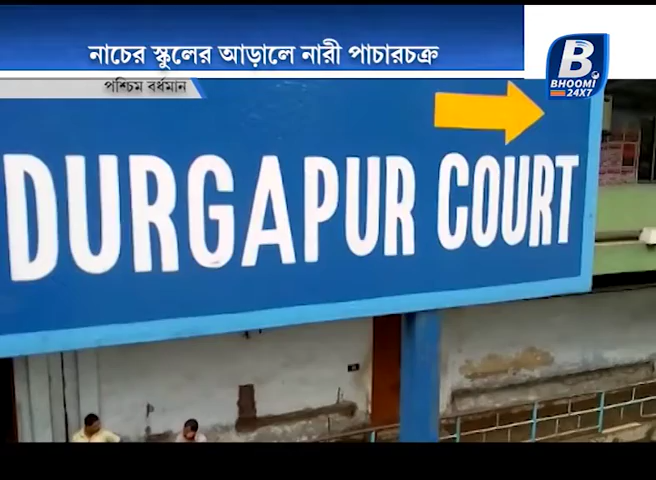 নাচের স্কুলের আড়ালে নারী পাচারচক্র
পশ্চিম বর্ধমান
B
BHOOMI
24X7
DURGAPUR COURT